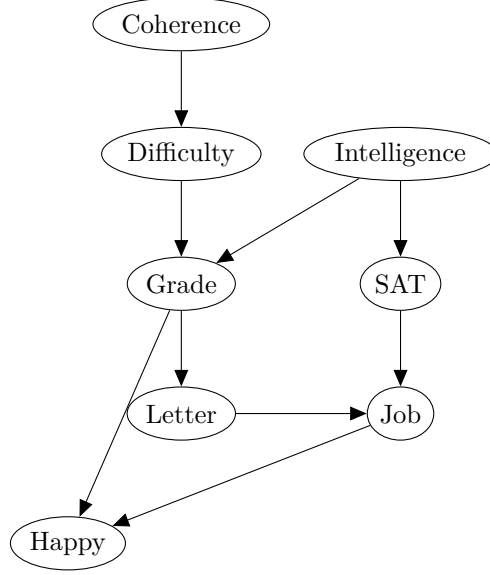 Coherence
Difficulty
Intelligence
Grade
SAT
Letter
Job
Happy